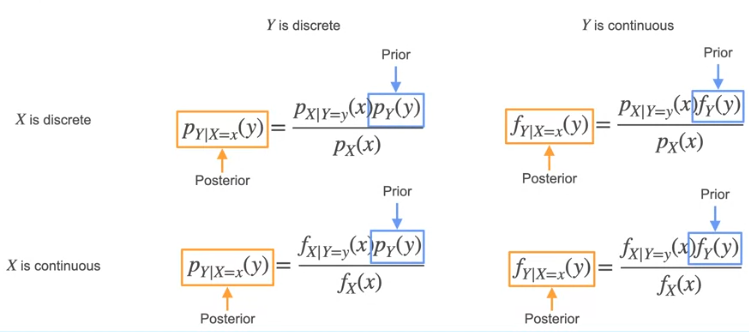 Y is discrete Y is continuous
Prior Prior
X is discrete p_{Y|X=x}(y) = \frac{p_{X|Y=y}(x)p_Y(y)}{p_X(x)} f_{Y|X=x}(y) = \frac{p_{X|Y=y}(x)f_Y(y)}{p_X(x)}
Posterior Posterior
Prior Prior
X is continuous p_{Y|X=x}(y) = \frac{f_{X|Y=y}(x)p_Y(y)}{f_X(x)} f_{Y|X=x}(y) = \frac{f_{X|Y=y}(x)f_Y(y)}{f_X(x)}
Posterior Posterior